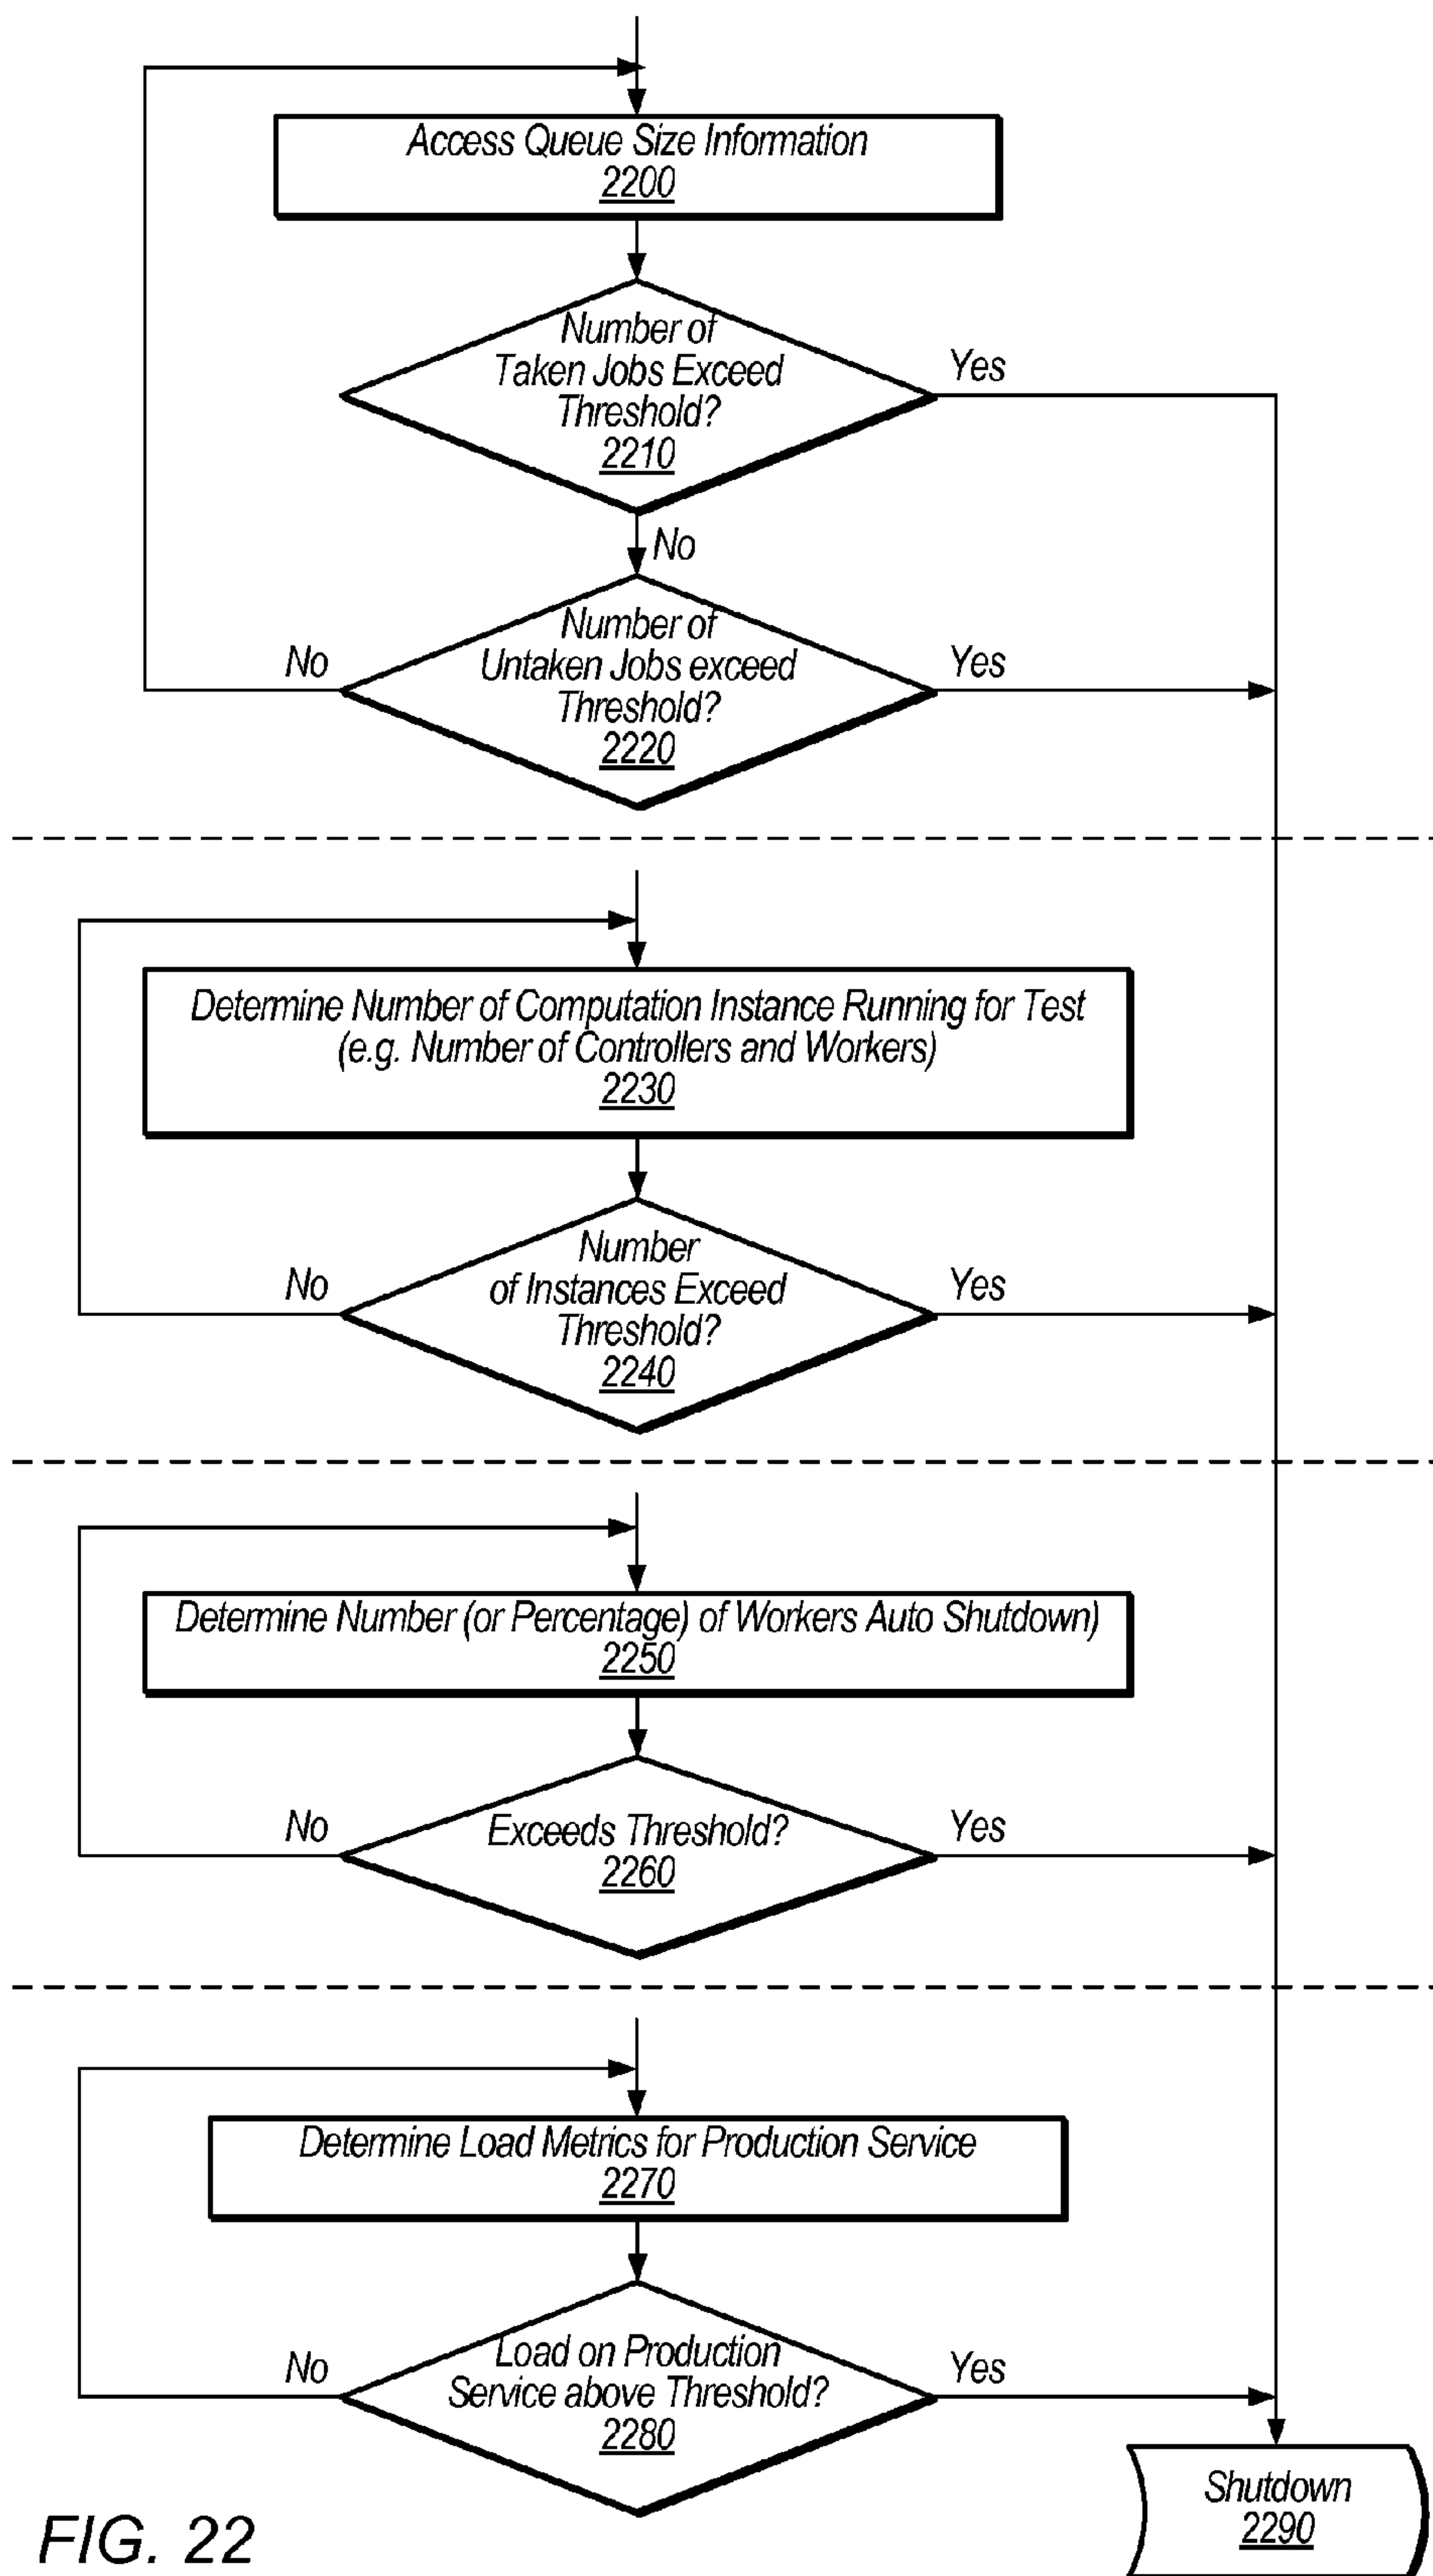 Access Queue Size Information
2200
Number of
Taken Jobs Exceed
Threshold?
2210
Yes
No
Number of
Untaken Jobs exceed
Threshold?
2220
No
Yes
Determine Number of Computation Instance Running for Test
(e.g. Number of Controllers and Workers)
2230
Number
of Instances Exceed
Threshold?
2240
No
Yes
Determine Number (or Percentage) of Workers Auto Shutdown)
2250
Exceeds Threshold?
2260
No
Yes
Determine Load Metrics for Production Service
2270
Load on Production
Service above Threshold?
2280
No
Yes
Shutdown
2290
FIG. 22